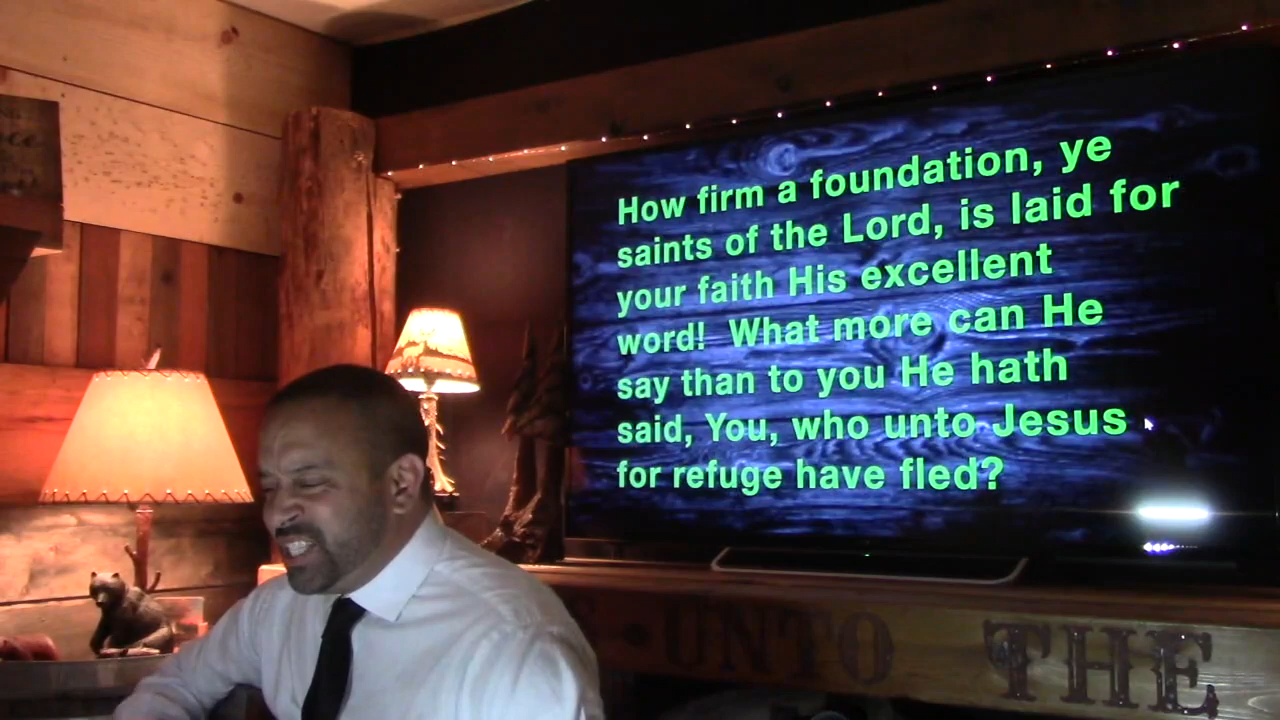 How firm a foundation, ye
saints of the Lord, is laid for
your faith His excellent
word!  What more can He
say than to you He hath
said, You, who unto Jesus
for refuge have fled?
UNTO THE